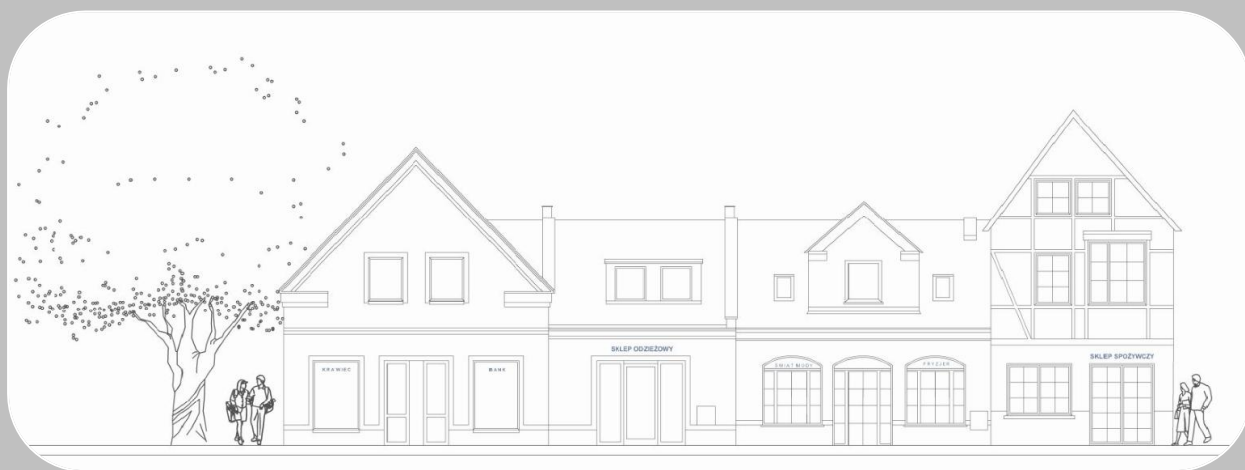 KRAWIEC
BANK
SKLEP ODZIEŻOWY
ŚWIAT MODY
FRYZJER
SKLEP SPOŻYWCZY